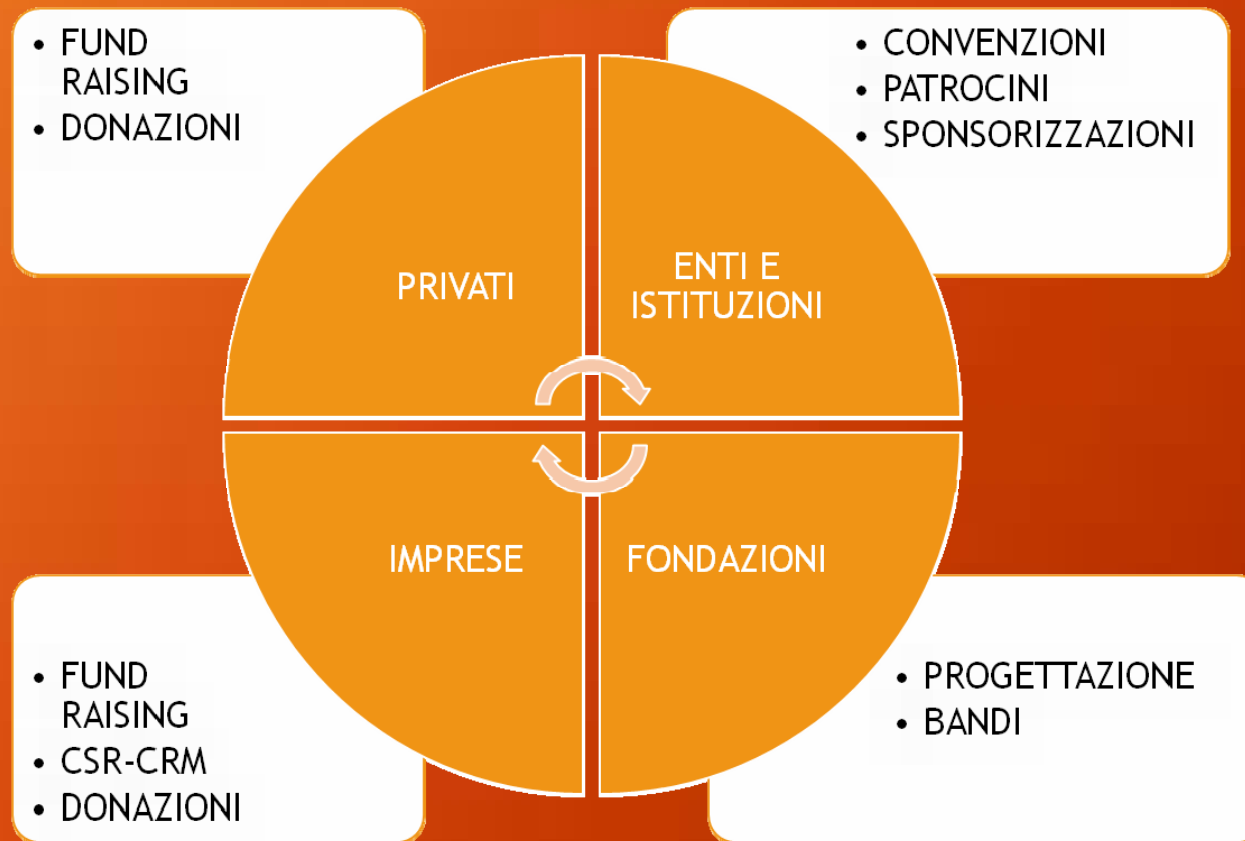 • FUND
RAISING
• DONAZIONI
• CONVENZIONI
• PATROCINI
• SPONSORIZZAZIONI
PRIVATI
ENTI E
ISTITUZIONI
IMPRESE
FONDAZIONI
• FUND
RAISING
• CSR-CRM
• DONAZIONI
• PROGETTAZIONE
• BANDI